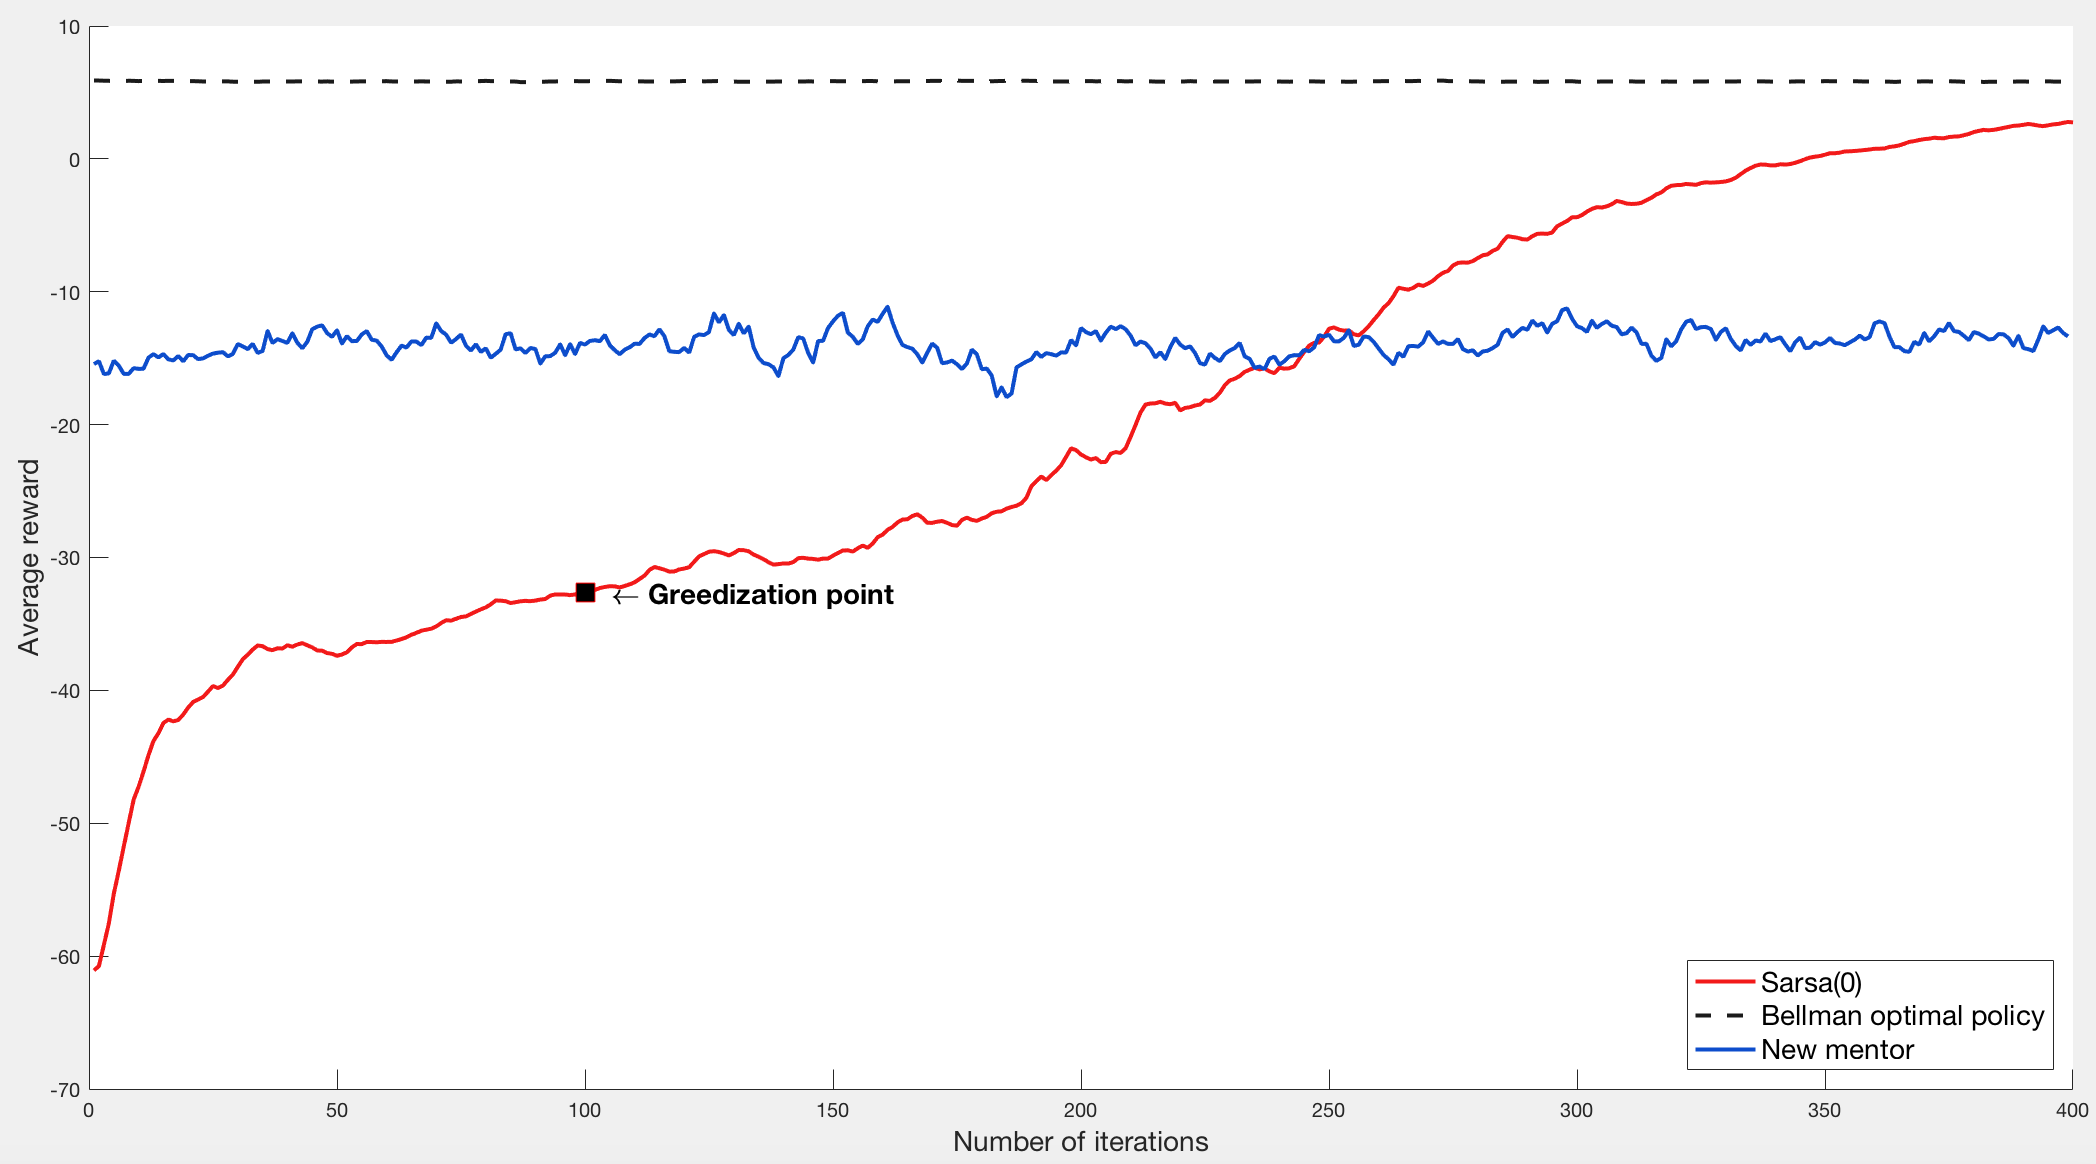 10
0
-10
-20
-30
-40
-50
-60
-70
Average reward
← Greedization point
Sarsa(0)
Bellman optimal policy
New mentor
0 50 100 150 200 250 300 350 400
Number of iterations